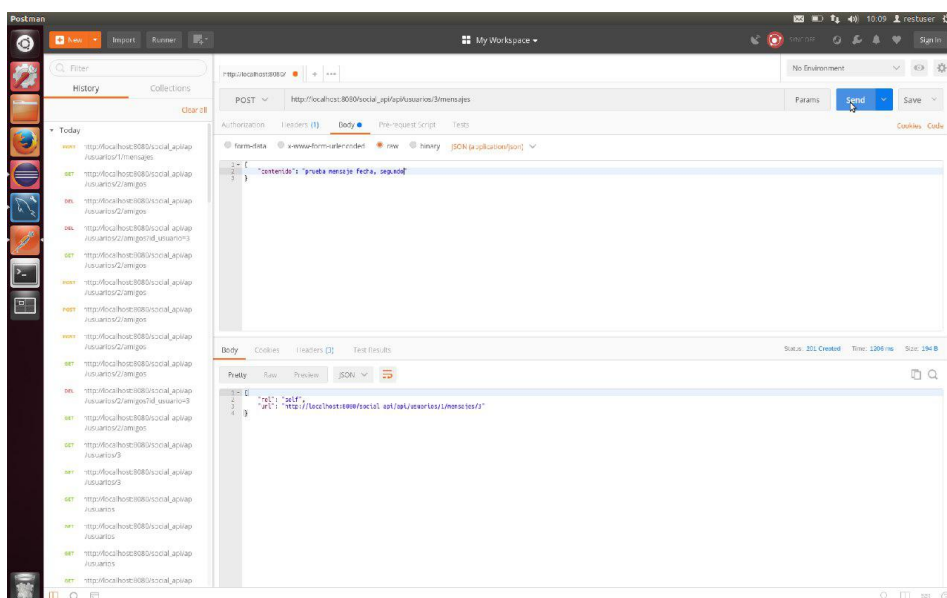 Postman
10:09 restuser
New Import Runner
My Workspace
SYNC OFF
Sign In
Filter
History Collections
Clear all
Today
POST http://localhost:8080/social_api/ap
/usuarios/1/mensajes
GET http://localhost:8080/social_api/ap
/usuarios/2/amigos
DEL http://localhost:8080/social_api/ap
/usuarios/2/amigos
DEL http://localhost:8080/social_api/ap
/usuarios/2/amigos?id_usuario=3
GET http://localhost:8080/social_api/ap
/usuarios/2/amigos
POST http://localhost:8080/social_api/ap
/usuarios/2/amigos
POST http://localhost:8080/social_api/ap
/usuarios/2/amigos
POST http://localhost:8080/social_api/ap
/usuarios/2/amigos
GET http://localhost:8080/social_api/ap
/usuarios/2/amigos
DEL http://localhost:8080/social_api/ap
/usuarios/2/amigos?id_usuario=3
GET http://localhost:8080/social_api/ap
/usuarios/2/amigos
GET http://localhost:8080/social_api/ap
/usuarios/3
GET http://localhost:8080/social_api/ap
/usuarios/3
GET http://localhost:8080/social_api/ap
/usuarios
GET http://localhost:8080/social_api/ap
/usuarios
GET http://localhost:8080/social_api/ap
/usuarios
GET http://localhost:8080/social_api/ap
http://localhost:8080/
No Environment
POST http://localhost:8080/social_api/api/usuarios/3/mensajes
Params Send Save
Authorization Headers (1) Body Pre-request Script Tests
Cookies Code
form-data x-www-form-urlencoded raw binary JSON (application/json)
1 {
2 "contenido": "prueba mensaje fecha, segundo"
3 }
Body Cookies Headers (3) Test Results
Status: 201 Created Time: 1206 ms Size: 194 B
Pretty Raw Preview JSON
1 {
2 "rel": "self",
3 "url": "http://localhost:8080/social_api/api/usuarios/1/mensajes/3"
4 }